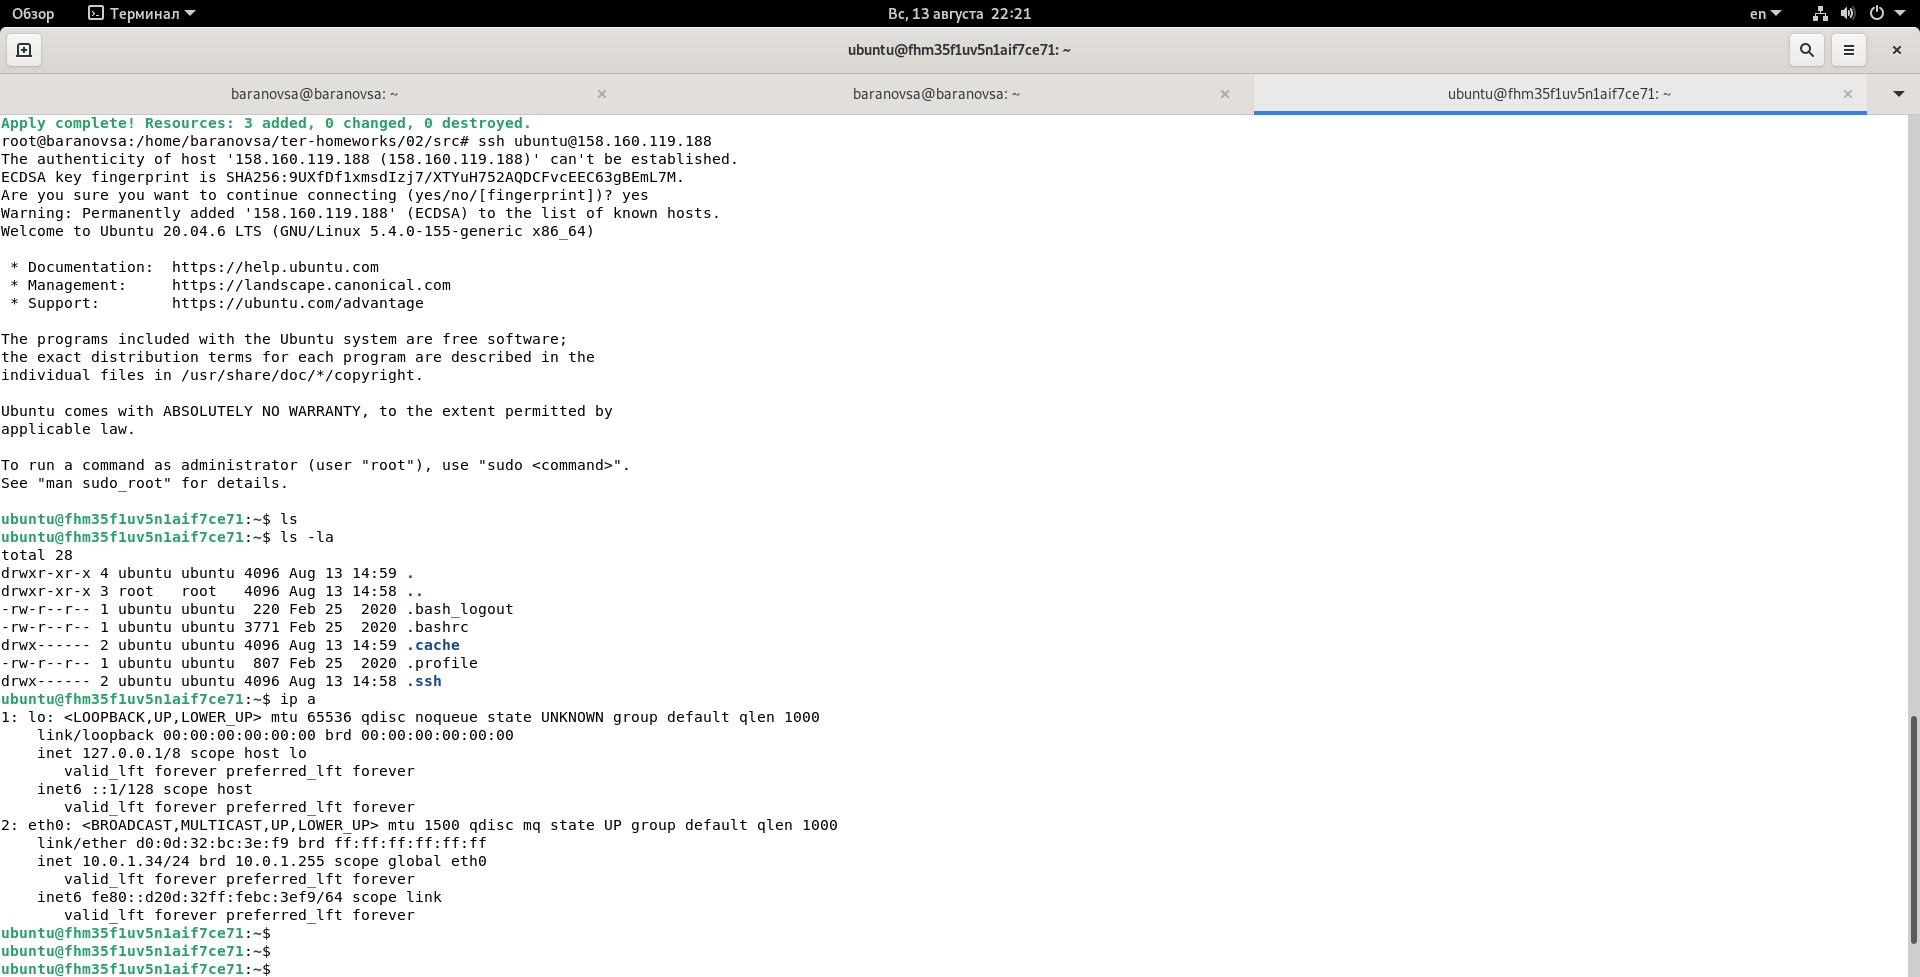 Обзор Терминал Вс, 13 августа 22:21 en
ubuntu@fhm35f1uv5n1aif7ce71: ~
baranovsa@baranovsa: ~ baranovsa@baranovsa: ~ ubuntu@fhm35f1uv5n1aif7ce71: ~
Apply complete! Resources: 3 added, 0 changed, 0 destroyed.
root@baranovsa:/home/baranovsa/ter-homeworks/02/src# ssh ubuntu@158.160.119.188
The authenticity of host '158.160.119.188 (158.160.119.188)' can't be established.
ECDSA key fingerprint is SHA256:9UXfDf1xmsdIzj7/XTYuH752AQDCFvcEEC63gBEmL7M.
Are you sure you want to continue connecting (yes/no/[fingerprint])? yes
Warning: Permanently added '158.160.119.188' (ECDSA) to the list of known hosts.
Welcome to Ubuntu 20.04.6 LTS (GNU/Linux 5.4.0-155-generic x86_64)

 * Documentation:  https://help.ubuntu.com
 * Management:     https://landscape.canonical.com
 * Support:        https://ubuntu.com/advantage

The programs included with the Ubuntu system are free software;
the exact distribution terms for each program are described in the
individual files in /usr/share/doc/*/copyright.

Ubuntu comes with ABSOLUTELY NO WARRANTY, to the extent permitted by
applicable law.

To run a command as administrator (user "root"), use "sudo <command>".
See "man sudo_root" for details.

ubuntu@fhm35f1uv5n1aif7ce71:~$ ls
ubuntu@fhm35f1uv5n1aif7ce71:~$ ls -la
total 28
drwxr-xr-x 4 ubuntu ubuntu 4096 Aug 13 14:59 .
drwxr-xr-x 3 root   root   4096 Aug 13 14:58 ..
-rw-r--r-- 1 ubuntu ubuntu  220 Feb 25  2020 .bash_logout
-rw-r--r-- 1 ubuntu ubuntu 3771 Feb 25  2020 .bashrc
drwx------ 2 ubuntu ubuntu 4096 Aug 13 14:59 .cache
-rw-r--r-- 1 ubuntu ubuntu  807 Feb 25  2020 .profile
drwx------ 2 ubuntu ubuntu 4096 Aug 13 14:58 .ssh
ubuntu@fhm35f1uv5n1aif7ce71:~$ ip a
1: lo: <LOOPBACK,UP,LOWER_UP> mtu 65536 qdisc noqueue state UNKNOWN group default qlen 1000
    link/loopback 00:00:00:00:00:00 brd 00:00:00:00:00:00
    inet 127.0.0.1/8 scope host lo
       valid_lft forever preferred_lft forever
    inet6 ::1/128 scope host
       valid_lft forever preferred_lft forever
2: eth0: <BROADCAST,MULTICAST,UP,LOWER_UP> mtu 1500 qdisc mq state UP group default qlen 1000
    link/ether d0:0d:32:bc:3e:f9 brd ff:ff:ff:ff:ff:ff
    inet 10.0.1.34/24 brd 10.0.1.255 scope global eth0
       valid_lft forever preferred_lft forever
    inet6 fe80::d20d:32ff:febc:3ef9/64 scope link
       valid_lft forever preferred_lft forever
ubuntu@fhm35f1uv5n1aif7ce71:~$
ubuntu@fhm35f1uv5n1aif7ce71:~$
ubuntu@fhm35f1uv5n1aif7ce71:~$